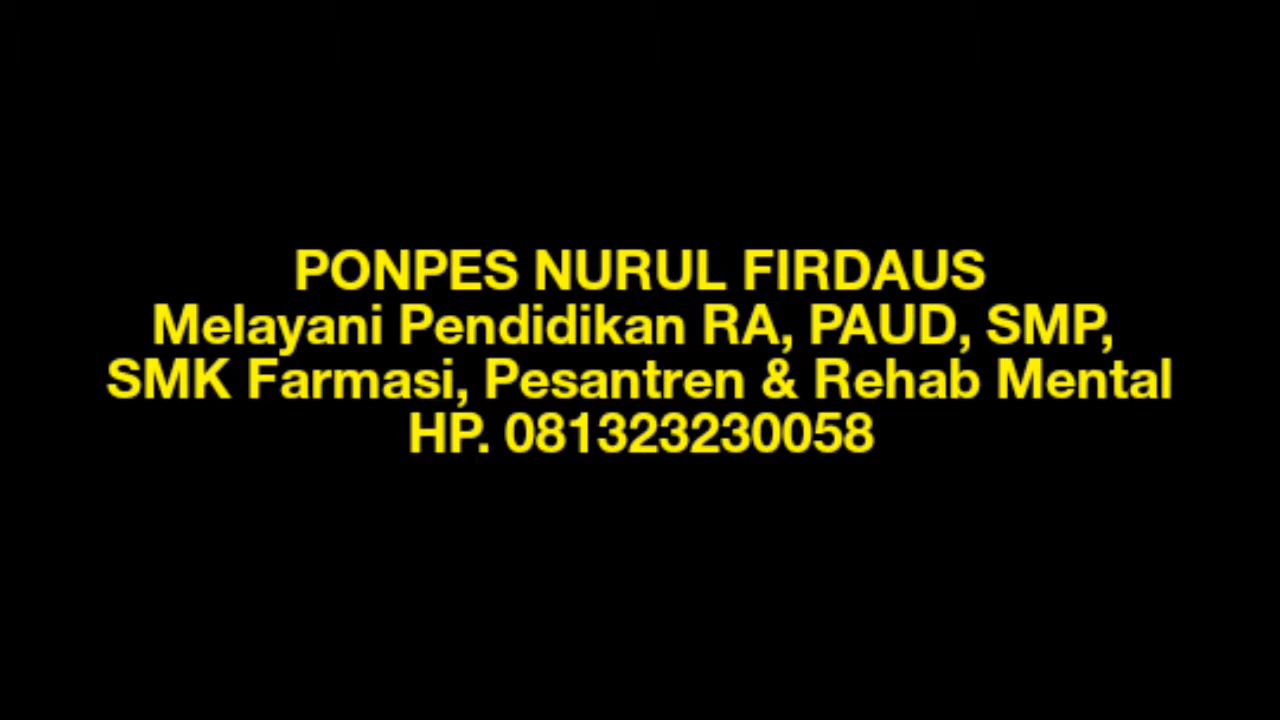 PONPES NURUL FIRDAUS
Melayani Pendidikan RA, PAUD, SMP,
SMK Farmasi, Pesantren & Rehab Mental
HP. 081323230058